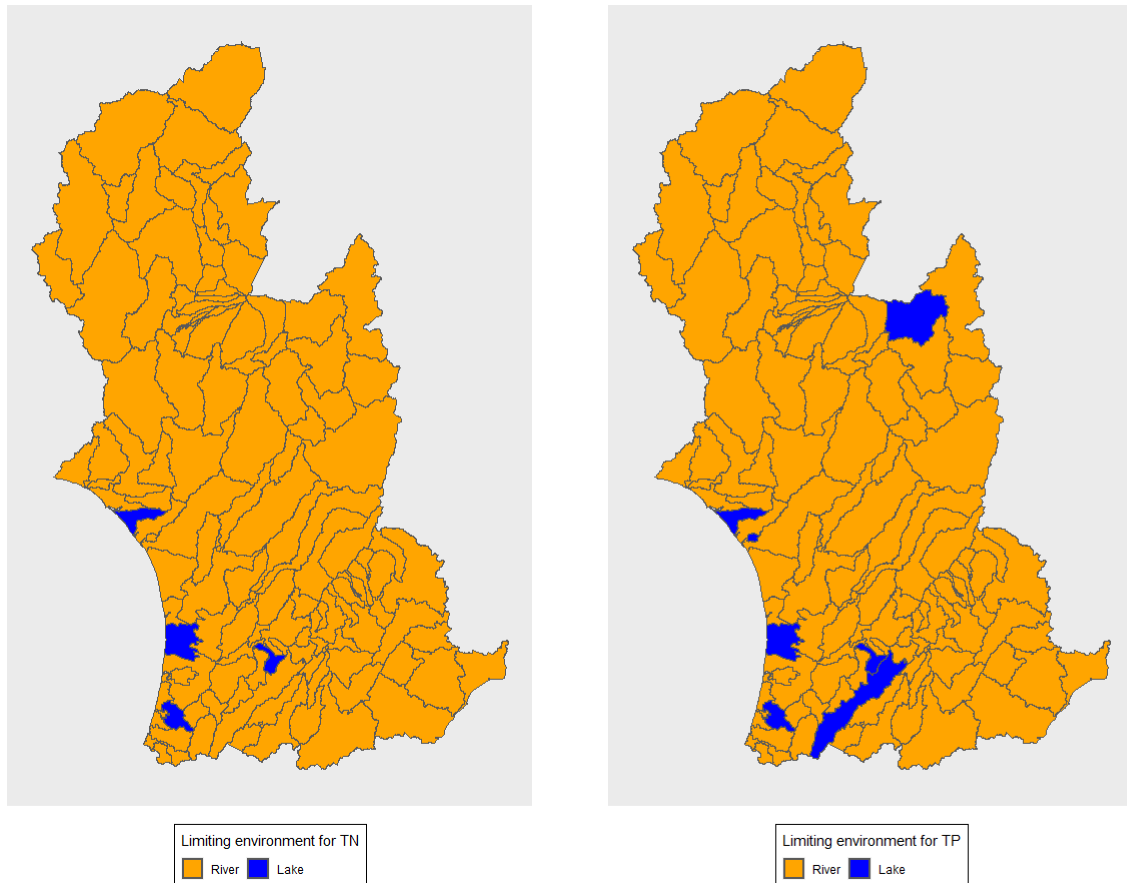 Limiting environment for TN
River Lake
Limiting environment for TP
River Lake